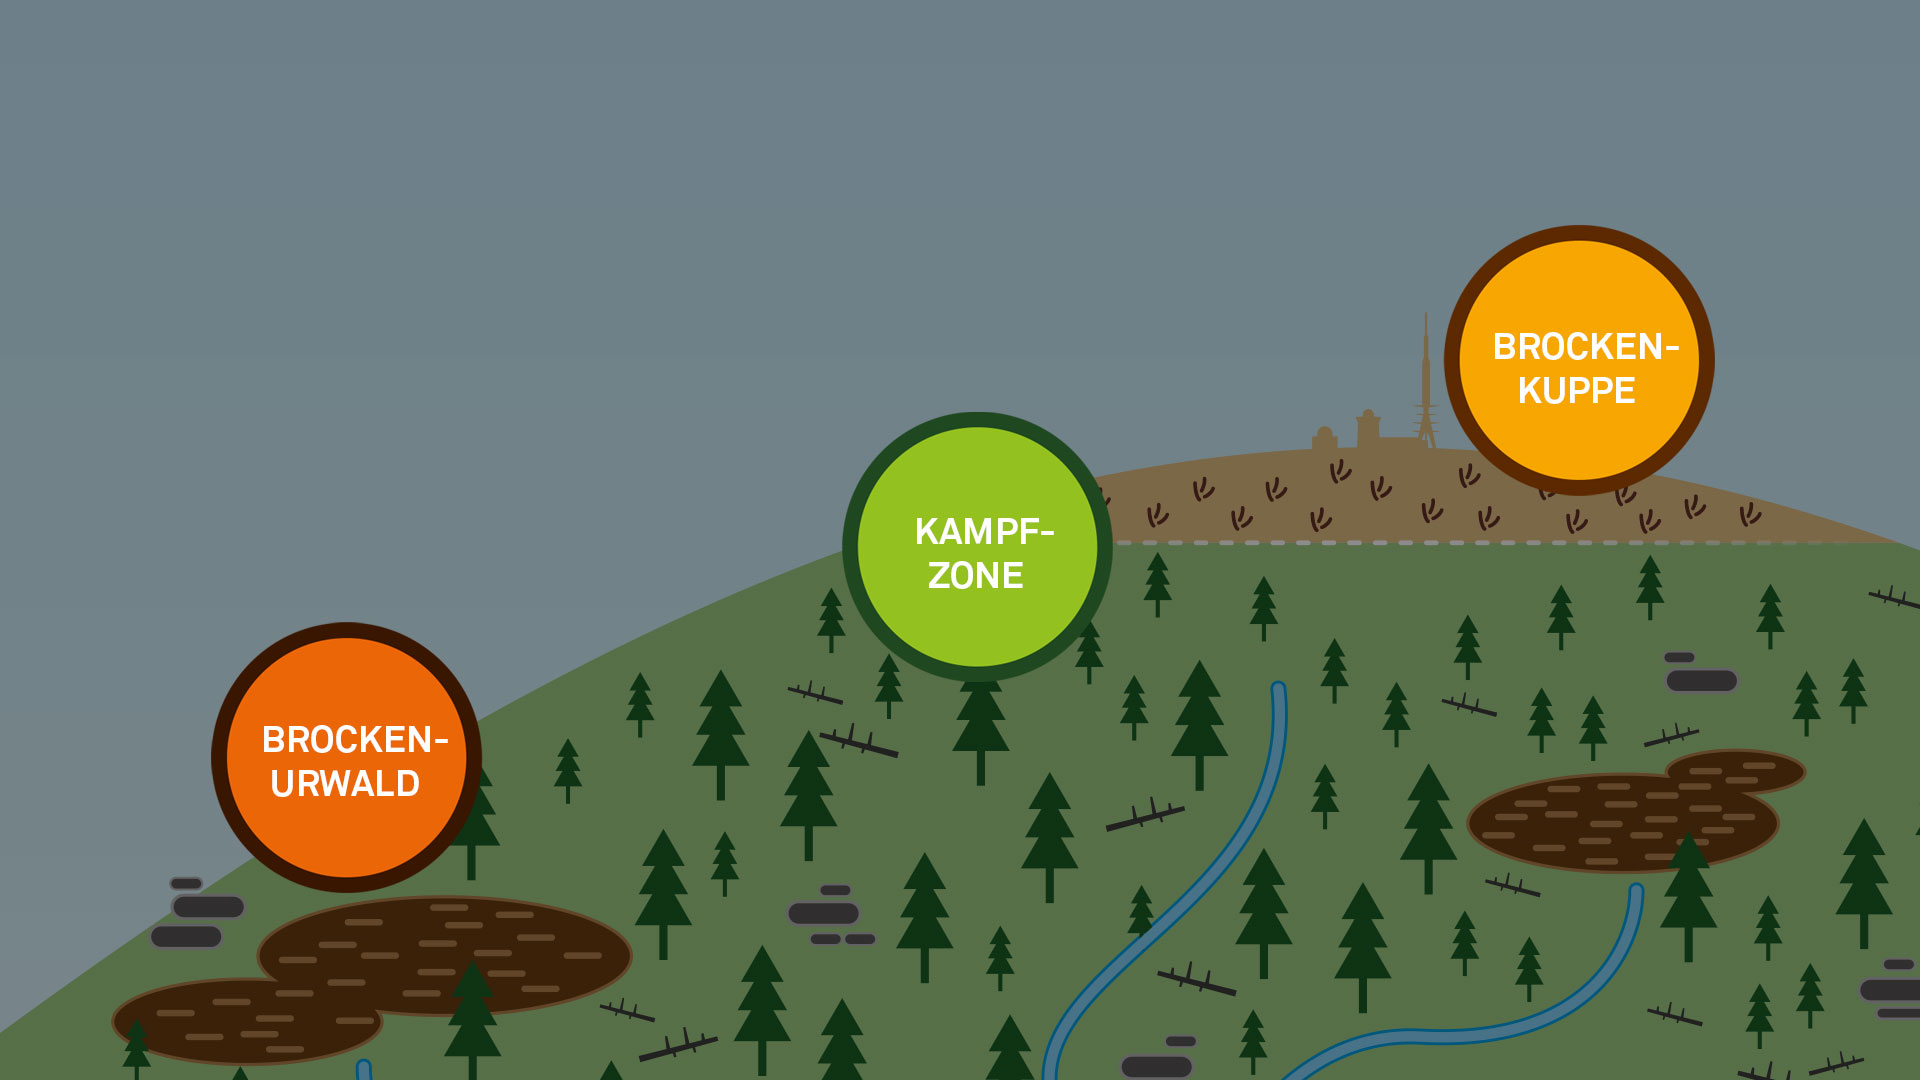 BROCKEN-
KUPPE
KAMPF-
ZONE
BROCKEN-
URWALD